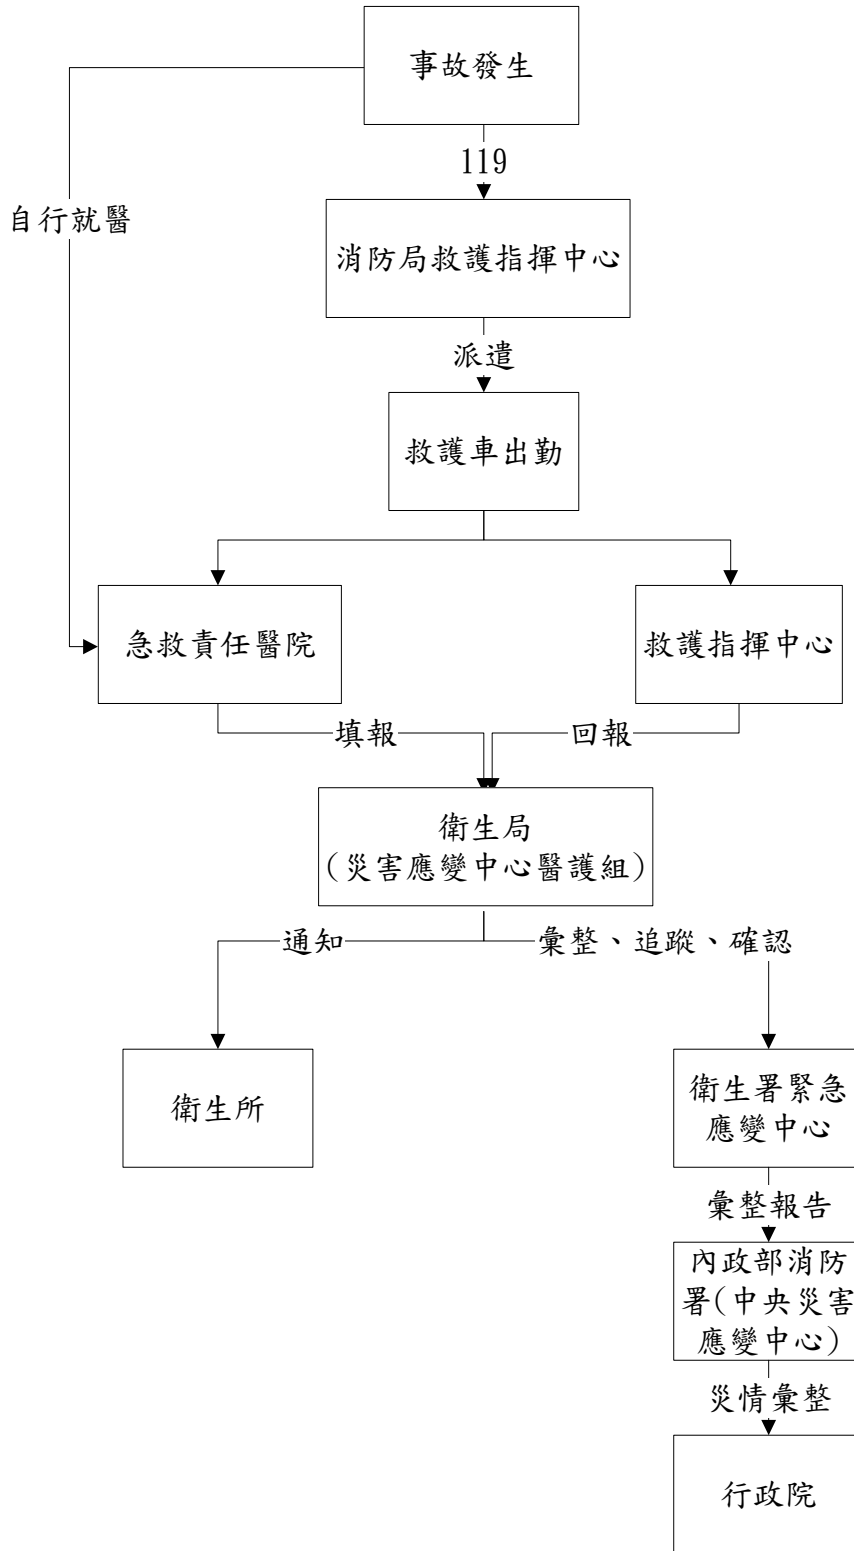 事故發生
119
自行就醫
消防局救護指揮中心
派遣
救護車出勤
急救責任醫院
救護指揮中心
填報
回報
衛生局
(災害應變中心醫護組)
通知
彙整、追蹤、確認
衛生所
衛生署緊急
應變中心
彙整報告
內政部消防
署(中央災害
應變中心)
災情彙整
行政院